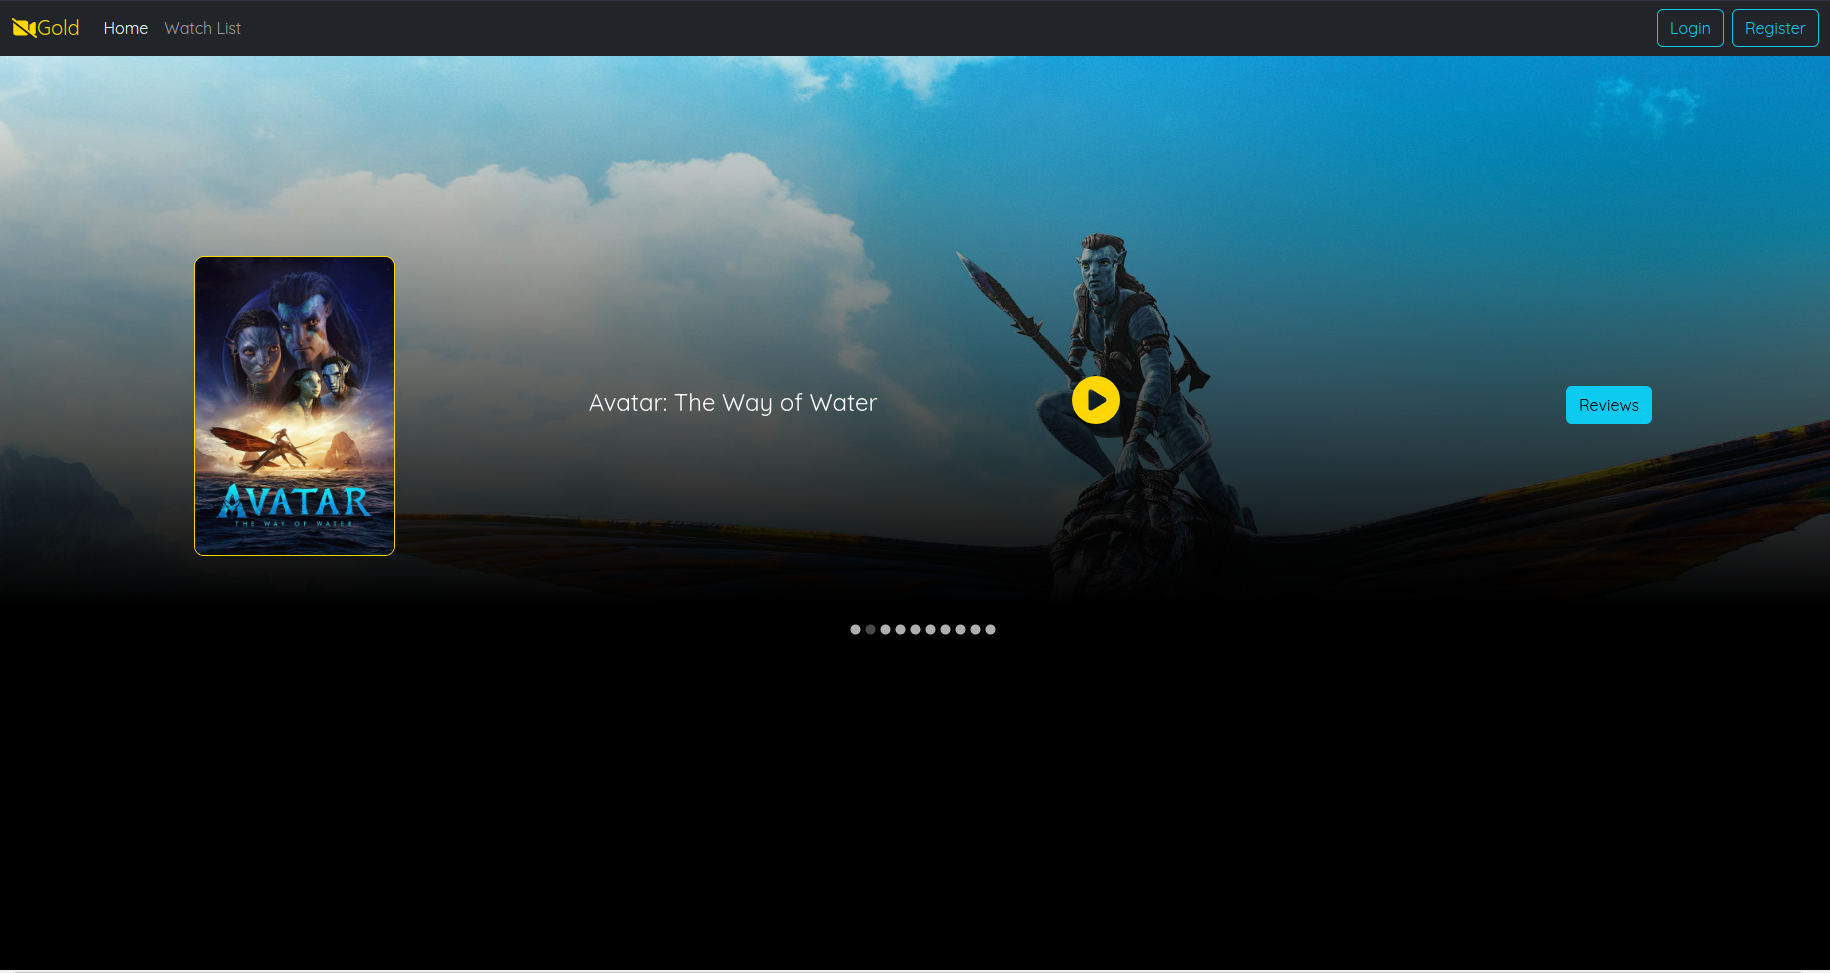 Gold Home Watch List Login Register
Avatar: The Way of Water
Reviews
AVATAR
THE WAY OF WATER